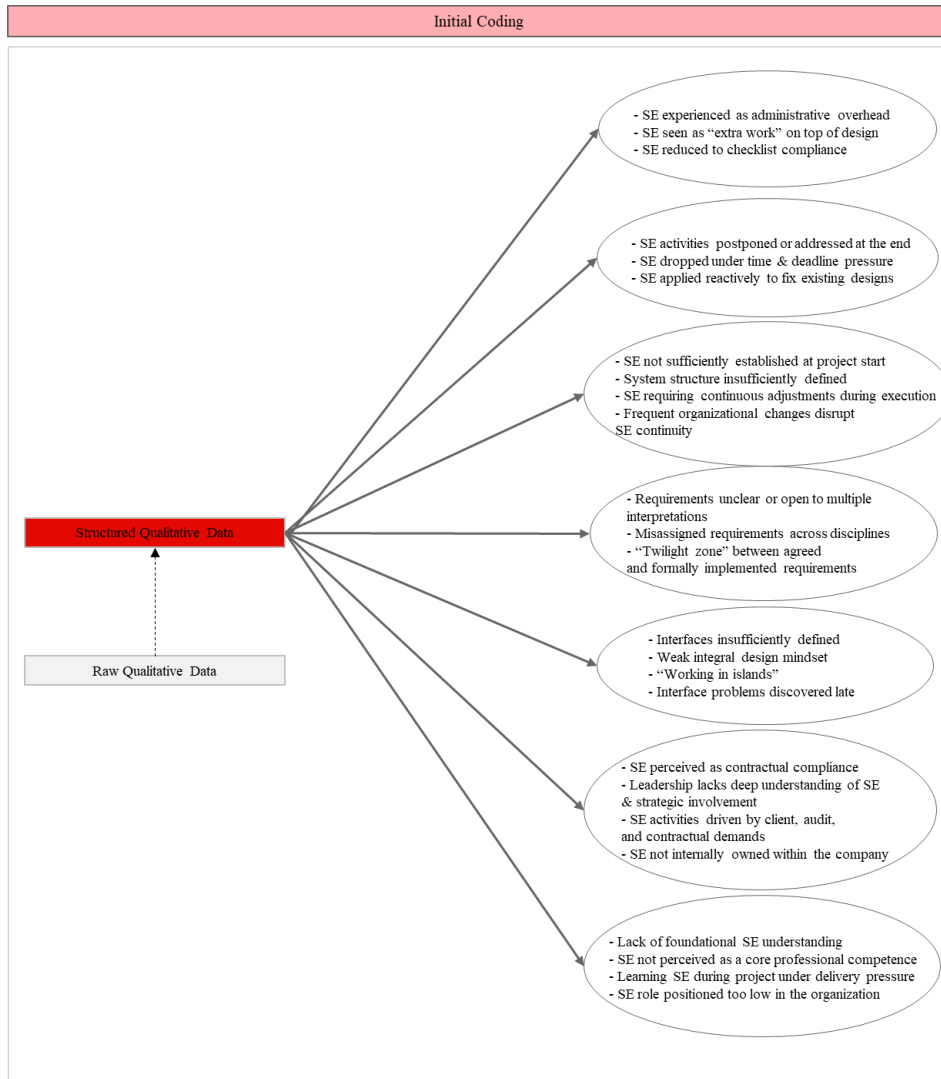 Initial Coding
- SE experienced as administrative overhead
- SE seen as “extra work” on top of design
- SE reduced to checklist compliance
- SE activities postponed or addressed at the end
- SE dropped under time & deadline pressure
- SE applied reactively to fix existing designs
- SE not sufficiently established at project start
- System structure insufficiently defined
- SE requiring continuous adjustments during execution
- Frequent organizational changes disrupt
SE continuity
- Requirements unclear or open to multiple
interpretations
- Misassigned requirements across disciplines
- “Twilight zone” between agreed
and formally implemented requirements
Structured Qualitative Data
Raw Qualitative Data
- Interfaces insufficiently defined
- Weak integral design mindset
- “Working in islands”
- Interface problems discovered late
- SE perceived as contractual compliance
- Leadership lacks deep understanding of SE
& strategic involvement
- SE activities driven by client, audit,
and contractual demands
- SE not internally owned within the company
- Lack of foundational SE understanding
- SE not perceived as a core professional competence
- Learning SE during project under delivery pressure
- SE role positioned too low in the organization